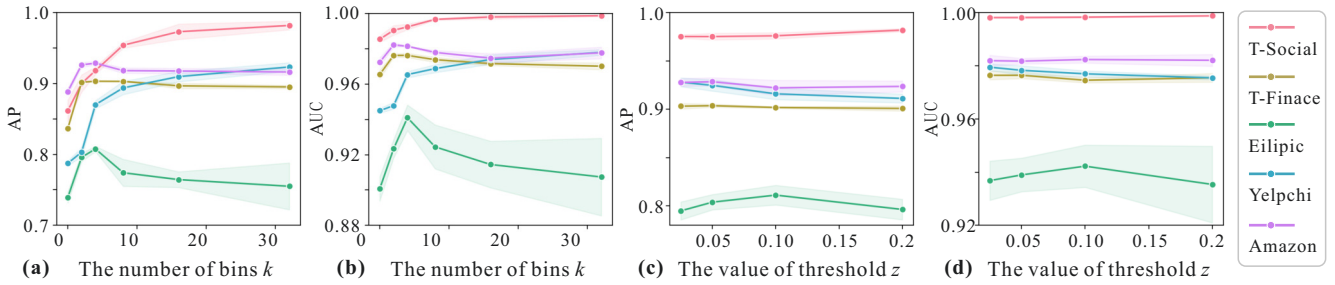 1.0
0.9
0.8
0.7
AP
0
10
20
30
(a) The number of bins k
1.00
0.96
0.92
0.88
AUC
0
10
20
30
(b) The number of bins k
1.0
0.9
0.8
AP
0.05
0.10
0.15
0.2
(c) The value of threshold z
1.00
0.96
0.92
AUC
0.05
0.10
0.15
0.2
(d) The value of threshold z
T-Social
T-Finace
Eilipic
Yelpchi
Amazon